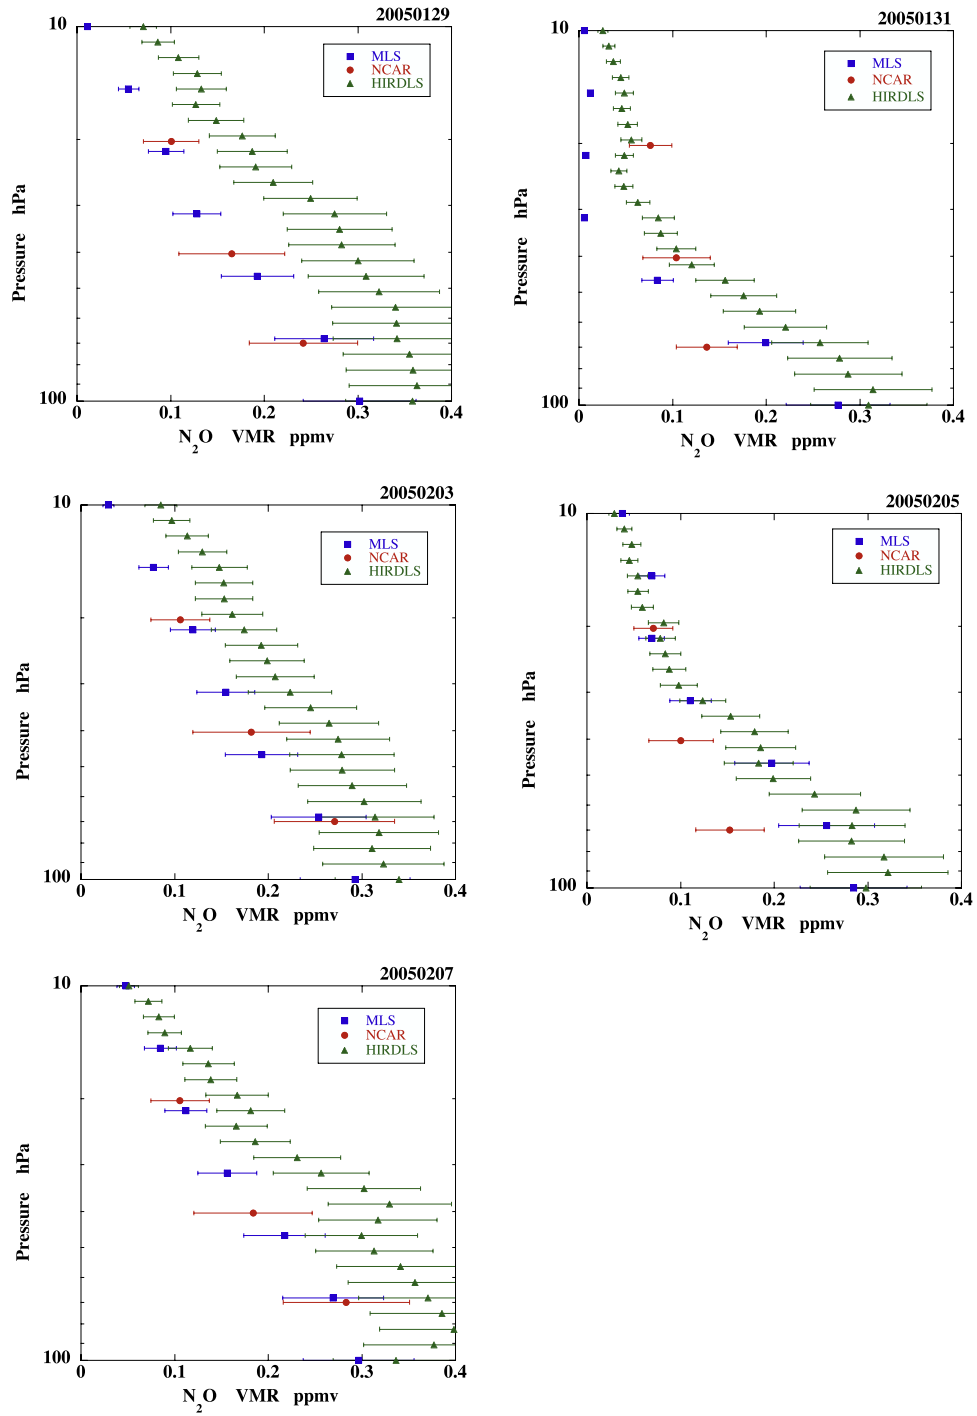 20050129
10
MLS
NCAR
HIRDLS
Pressure hPa
100
0 0.1 0.2 0.3 0.4
N2O VMR ppmv
20050131
10
MLS
NCAR
HIRDLS
Pressure hPa
100
0 0.1 0.2 0.3 0.4
N2O VMR ppmv
20050203
10
MLS
NCAR
HIRDLS
Pressure hPa
100
0 0.1 0.2 0.3 0.4
N2O VMR ppmv
20050205
10
MLS
NCAR
HIRDLS
Pressure hPa
100
0 0.1 0.2 0.3 0.4
N2O VMR ppmv
20050207
10
MLS
NCAR
HIRDLS
Pressure hPa
100
0 0.1 0.2 0.3 0.4
N2O VMR ppmv